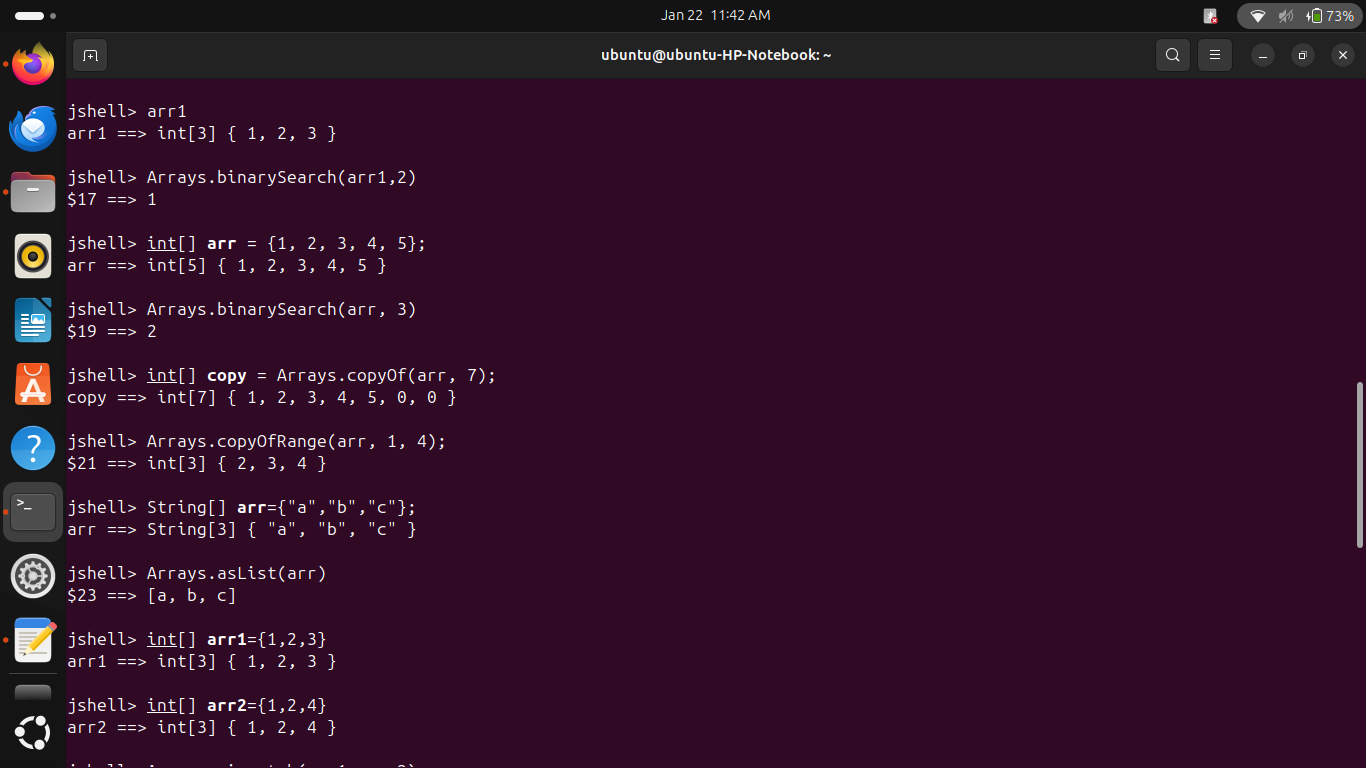 Jan 22 11:42 AM
73%
ubuntu@ubuntu-HP-Notebook: ~
jshell> arr1
arr1 ==> int[3] { 1, 2, 3 }
jshell> Arrays.binarySearch(arr1,2)
$17 ==> 1
jshell> int[] arr = {1, 2, 3, 4, 5};
arr ==> int[5] { 1, 2, 3, 4, 5 }
jshell> Arrays.binarySearch(arr, 3)
$19 ==> 2
jshell> int[] copy = Arrays.copyOf(arr, 7);
copy ==> int[7] { 1, 2, 3, 4, 5, 0, 0 }
jshell> Arrays.copyOfRange(arr, 1, 4);
$21 ==> int[3] { 2, 3, 4 }
jshell> String[] arr={"a","b","c"};
arr ==> String[3] { "a", "b", "c" }
jshell> Arrays.asList(arr)
$23 ==> [a, b, c]
jshell> int[] arr1={1,2,3}
arr1 ==> int[3] { 1, 2, 3 }
jshell> int[] arr2={1,2,4}
arr2 ==> int[3] { 1, 2, 4 }